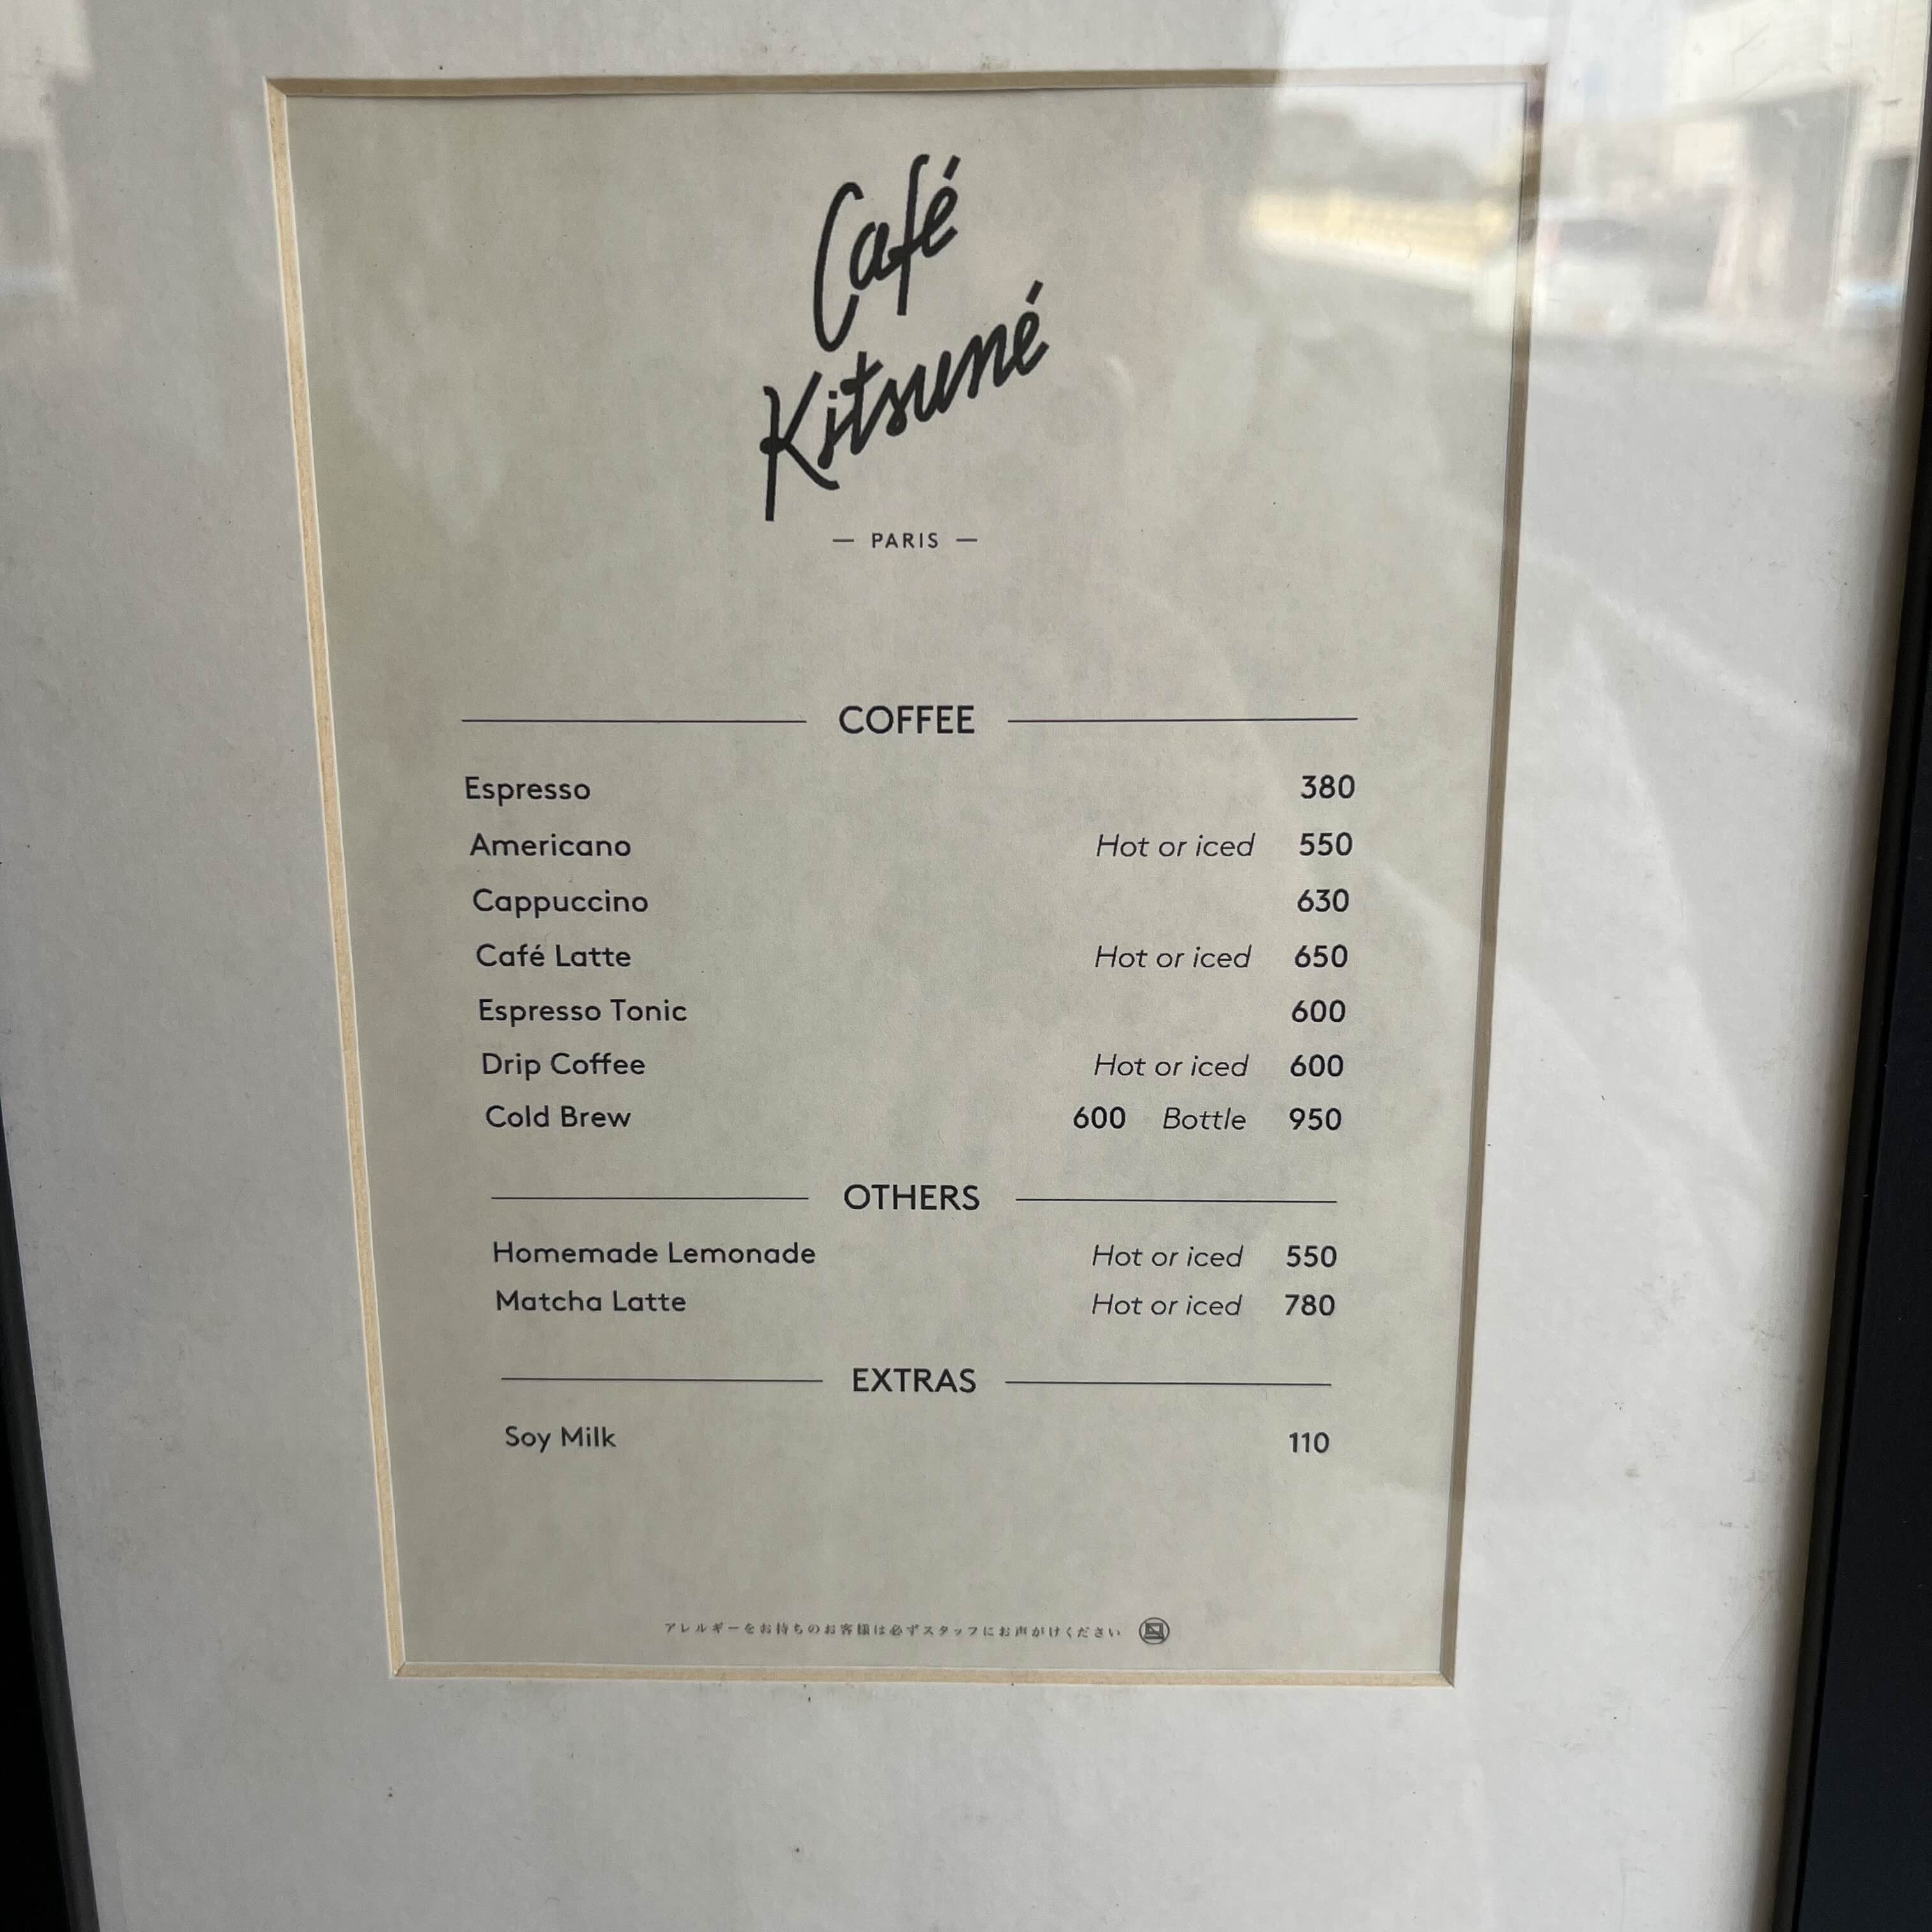 Café
Kitsuné
— PARIS —
COFFEE
Espresso 380
Americano Hot or iced 550
Cappuccino 630
Café Latte Hot or iced 650
Espresso Tonic 600
Drip Coffee Hot or iced 600
Cold Brew 600 Bottle 950
OTHERS
Homemade Lemonade Hot or iced 550
Matcha Latte Hot or iced 780
EXTRAS
Soy Milk 110
アレルギーをお持ちのお客様は必ずスタッフにお声がけください